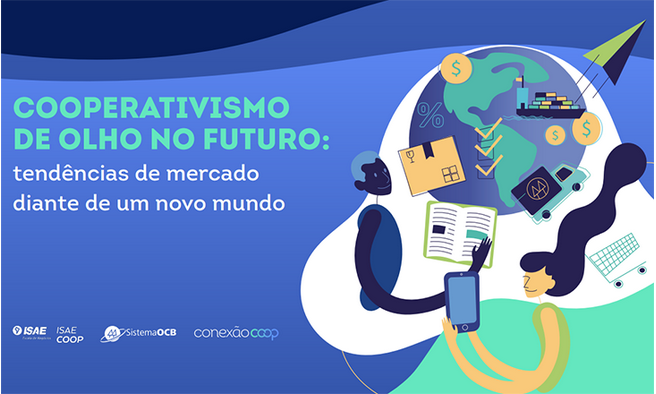 COOPERATIVISMO
DE OLHO NO FUTURO:
tendências de mercado
diante de um novo mundo
ISAE
ISAE
COOP
SistemaOCB
conexão coop